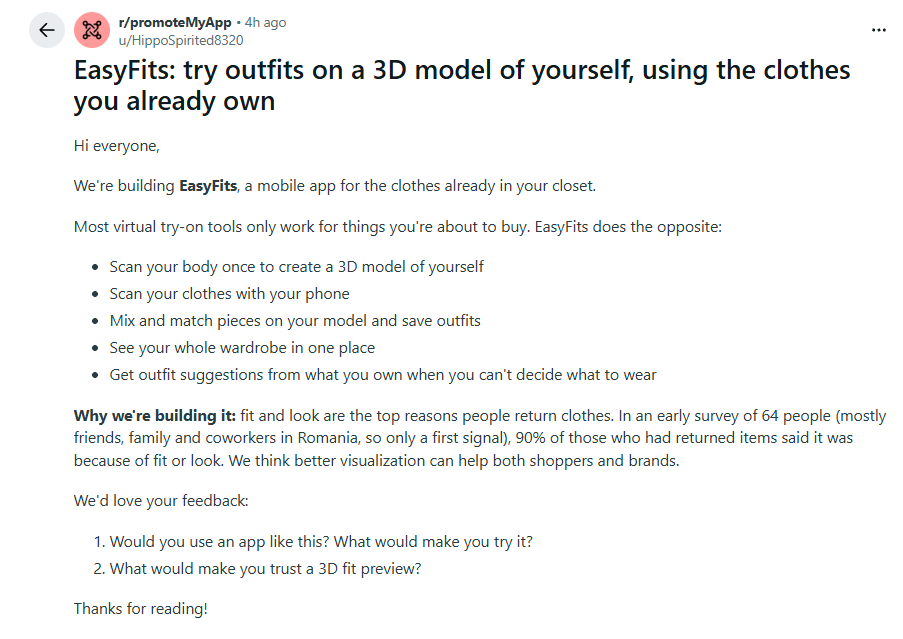 r/promoteMyApp • 4h ago
u/HippoSpirited8320
EasyFits: try outfits on a 3D model of yourself, using the clothes
you already own
Hi everyone,
We're building EasyFits, a mobile app for the clothes already in your closet.
Most virtual try-on tools only work for things you're about to buy. EasyFits does the opposite:
• Scan your body once to create a 3D model of yourself
• Scan your clothes with your phone
• Mix and match pieces on your model and save outfits
• See your whole wardrobe in one place
• Get outfit suggestions from what you own when you can't decide what to wear
Why we're building it: fit and look are the top reasons people return clothes. In an early survey of 64 people (mostly
friends, family and coworkers in Romania, so only a first signal), 90% of those who had returned items said it was
because of fit or look. We think better visualization can help both shoppers and brands.
We'd love your feedback:
1. Would you use an app like this? What would make you try it?
2. What would make you trust a 3D fit preview?
Thanks for reading!